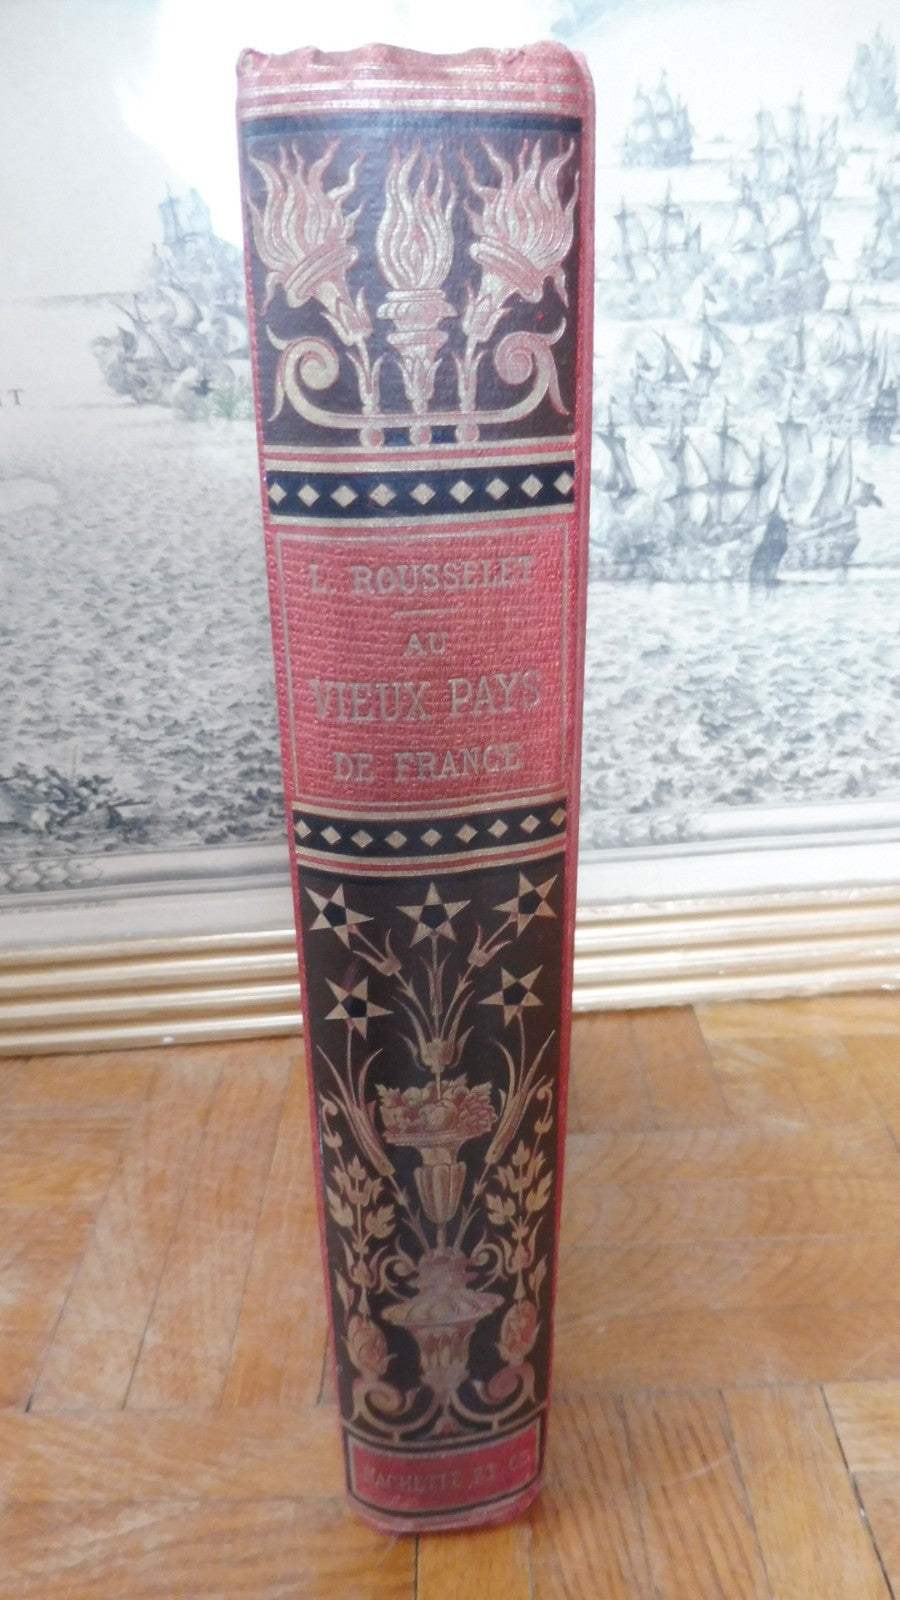 L. ROUSSELET
AU
VIEUX PAYS
DE FRANCE
HACHETTE ET Cie